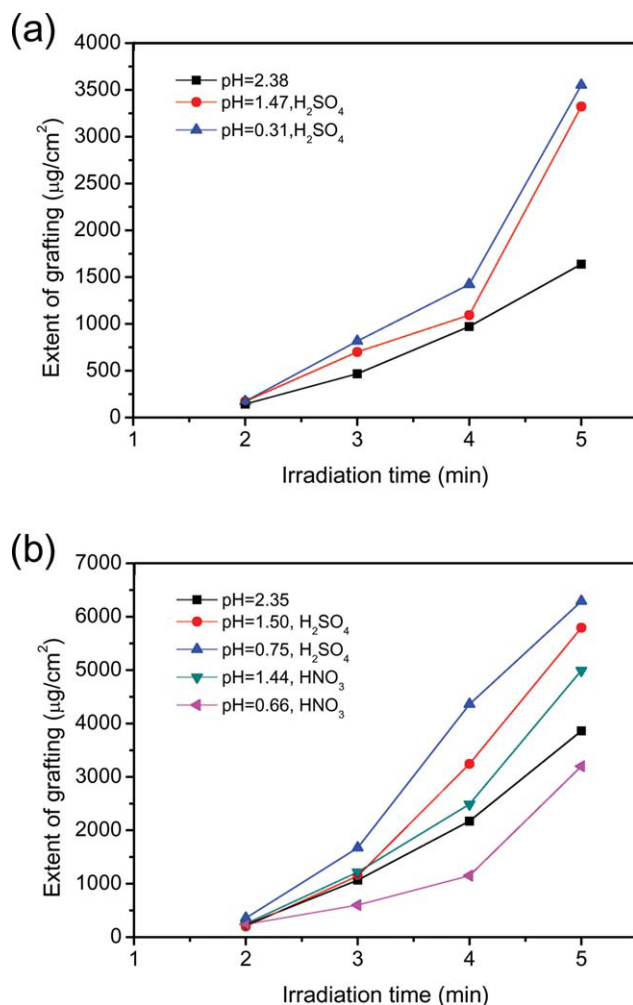 (a)
4000
3500
3000
2500
2000
1500
1000
500
0
1 2 3 4 5
Extent of grafting (μg/cm²)
Irradiation time (min)
pH=2.38
pH=1.47,H₂SO₄
pH=0.31,H₂SO₄
(b)
7000
6000
5000
4000
3000
2000
1000
0
1 2 3 4 5
Extent of grafting (μg/cm²)
Irradiation time (min)
pH=2.35
pH=1.50, H₂SO₄
pH=0.75, H₂SO₄
pH=1.44, HNO₃
pH=0.66, HNO₃